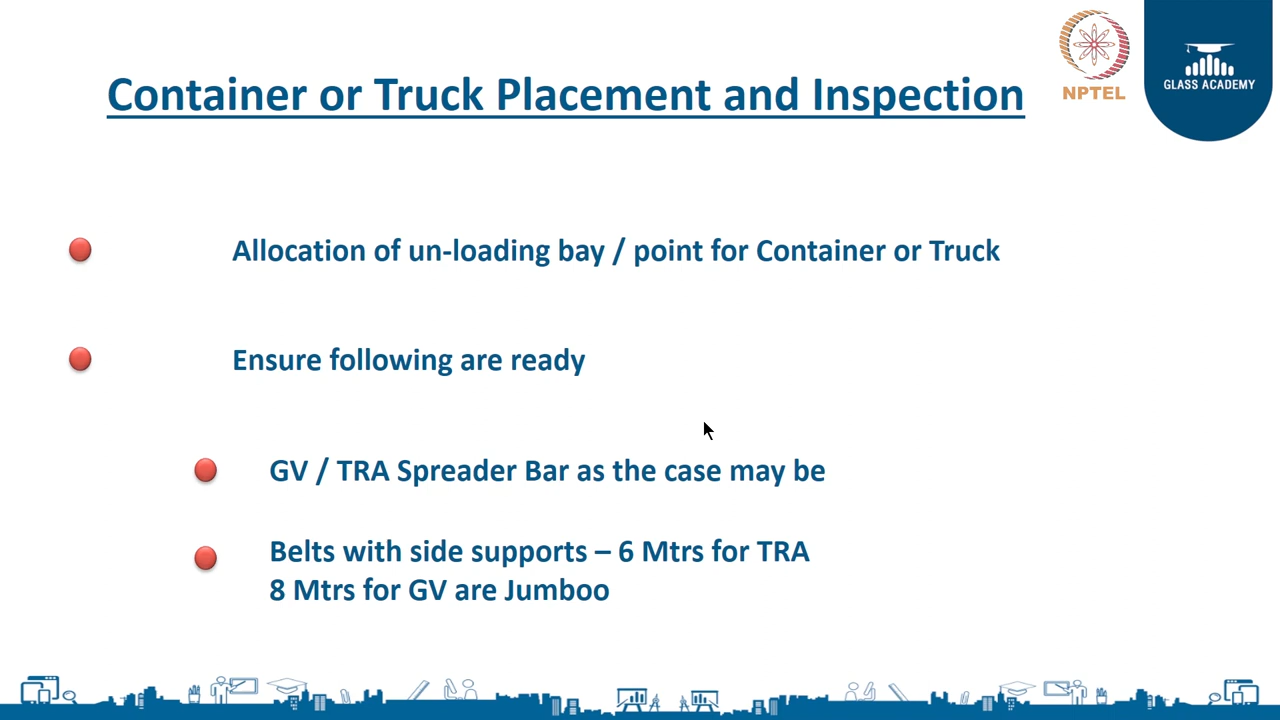 Container or Truck Placement and Inspection
NPTEL
GLASS ACADEMY
Allocation of un-loading bay / point for Container or Truck
Ensure following are ready
GV / TRA Spreader Bar as the case may be
Belts with side supports – 6 Mtrs for TRA
8 Mtrs for GV are Jumboo